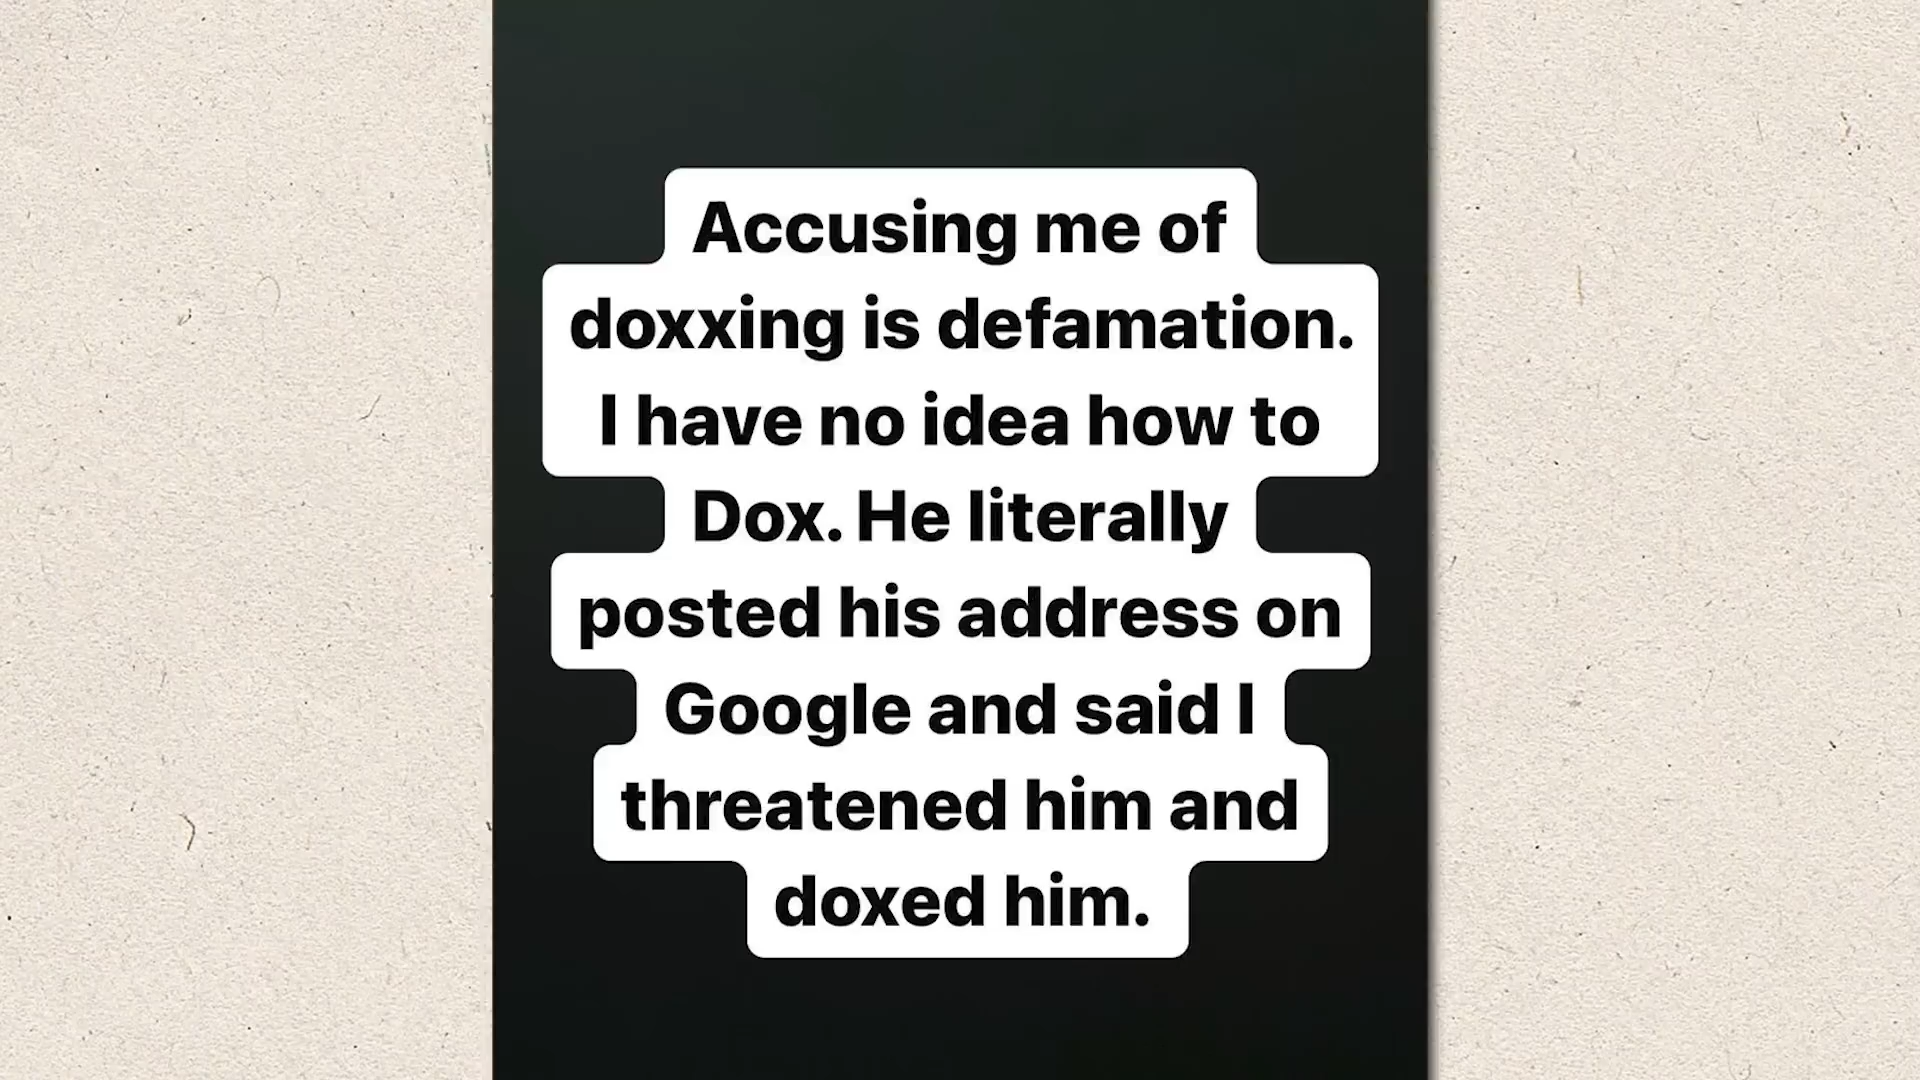 Accusing me of
doxxing is defamation.
I have no idea how to
Dox. He literally
posted his address on
Google and said I
threatened him and
doxed him.